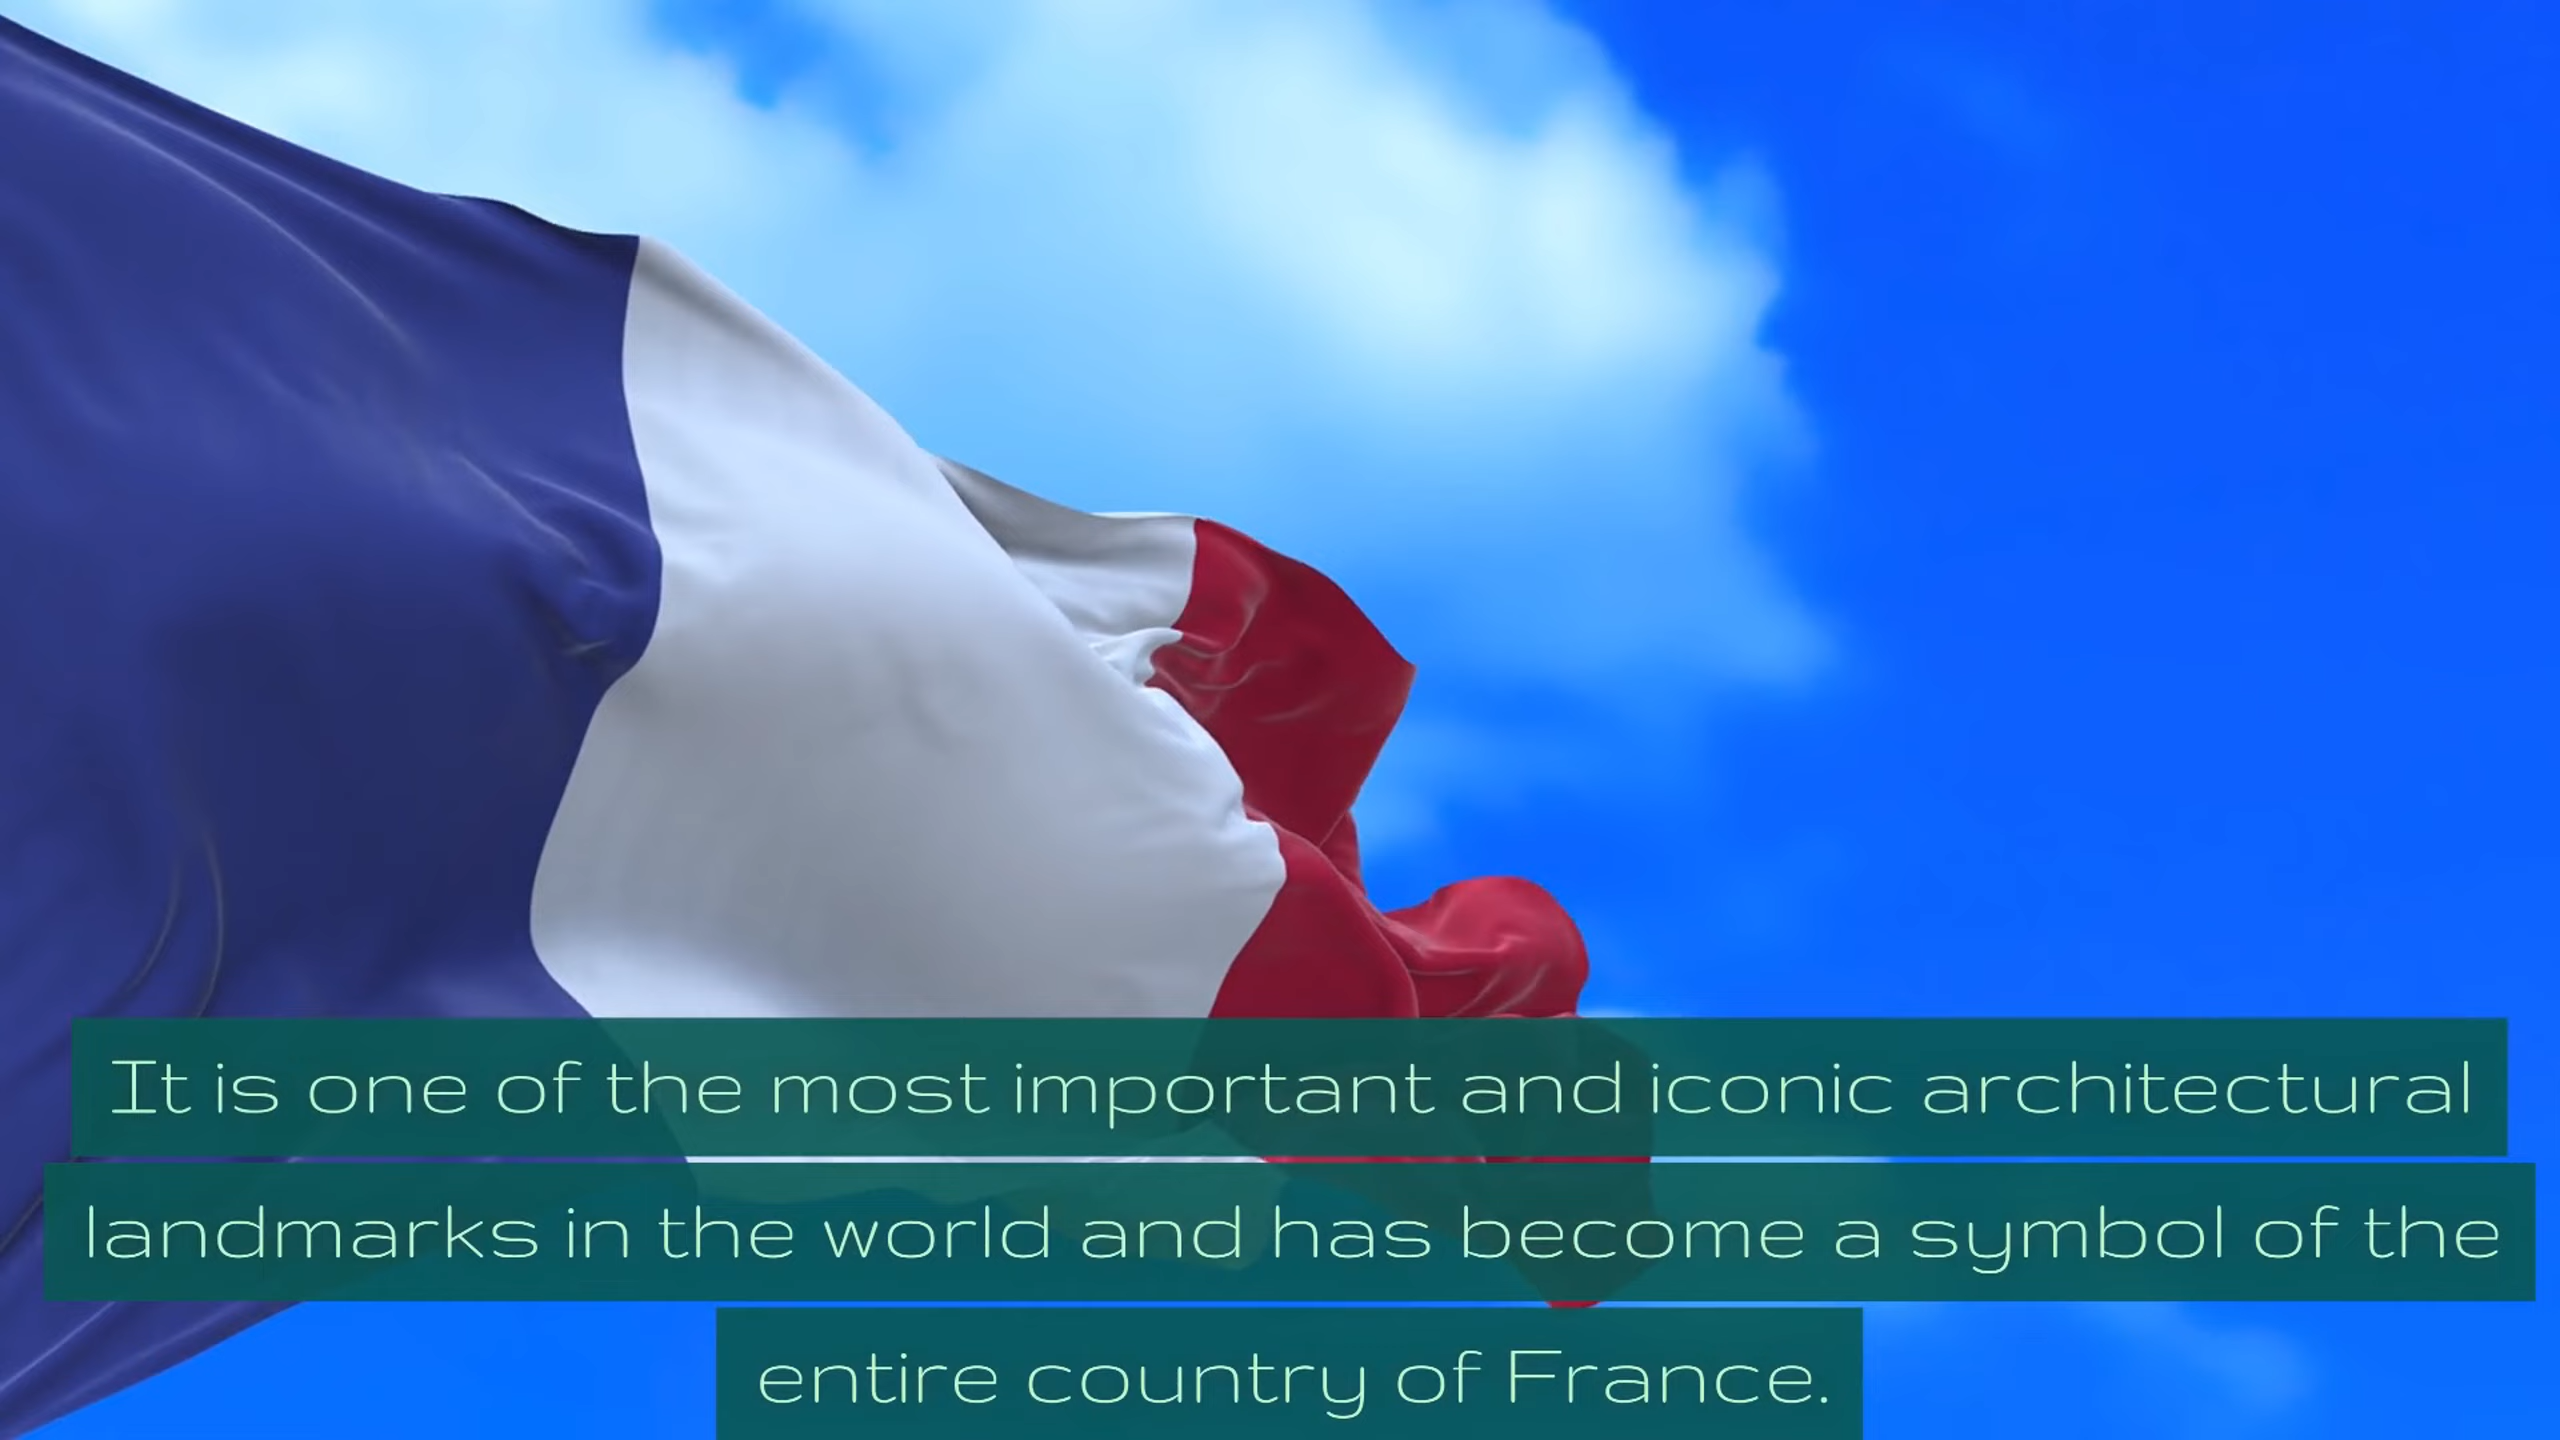 It is one of the most important and iconic architectural
landmarks in the world and has become a symbol of the
entire country of France.